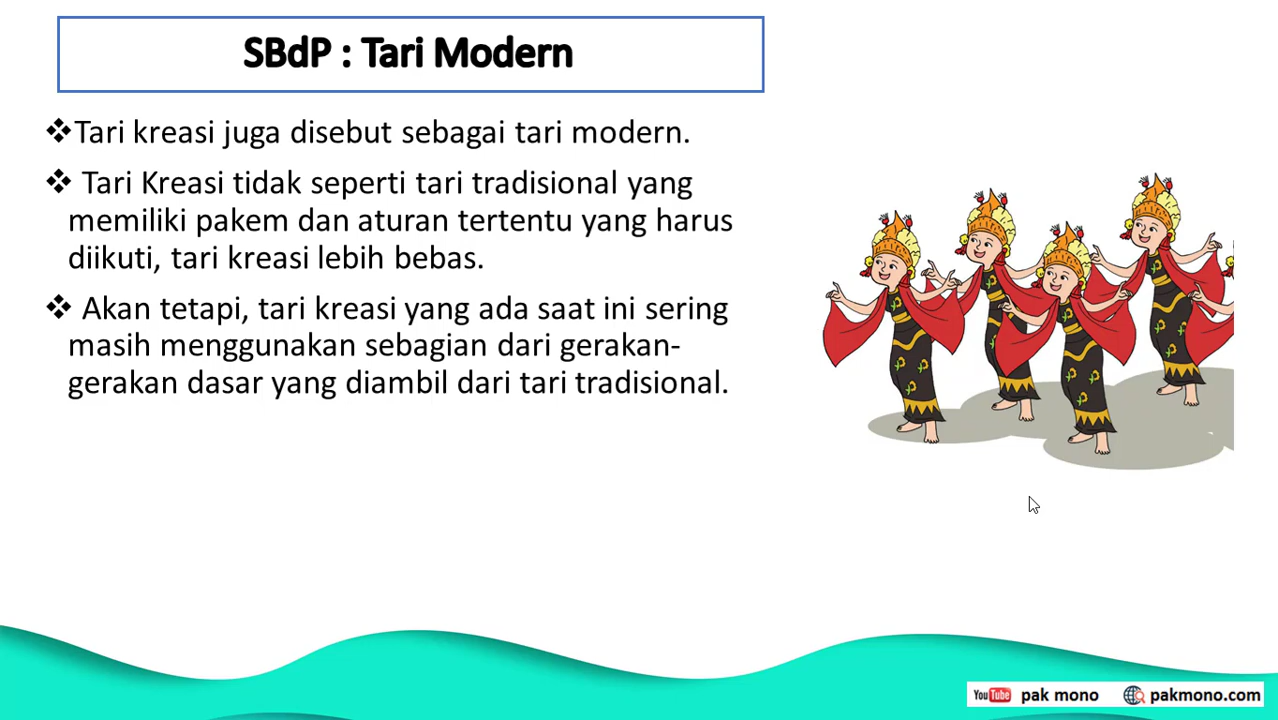 SBdP : Tari Modern
❖Tari kreasi juga disebut sebagai tari modern.
❖ Tari Kreasi tidak seperti tari tradisional yang
memiliki pakem dan aturan tertentu yang harus
diikuti, tari kreasi lebih bebas.
❖ Akan tetapi, tari kreasi yang ada saat ini sering
masih menggunakan sebagian dari gerakan-
gerakan dasar yang diambil dari tari tradisional.
YouTube pak mono pakmono.com